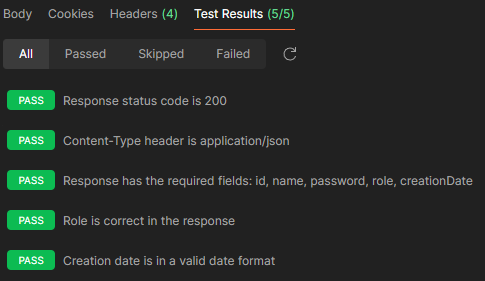 Body Cookies Headers (4) Test Results (5/5)
All Passed Skipped Failed
PASS Response status code is 200
PASS Content-Type header is application/json
PASS Response has the required fields: id, name, password, role, creationDate
PASS Role is correct in the response
PASS Creation date is in a valid date format